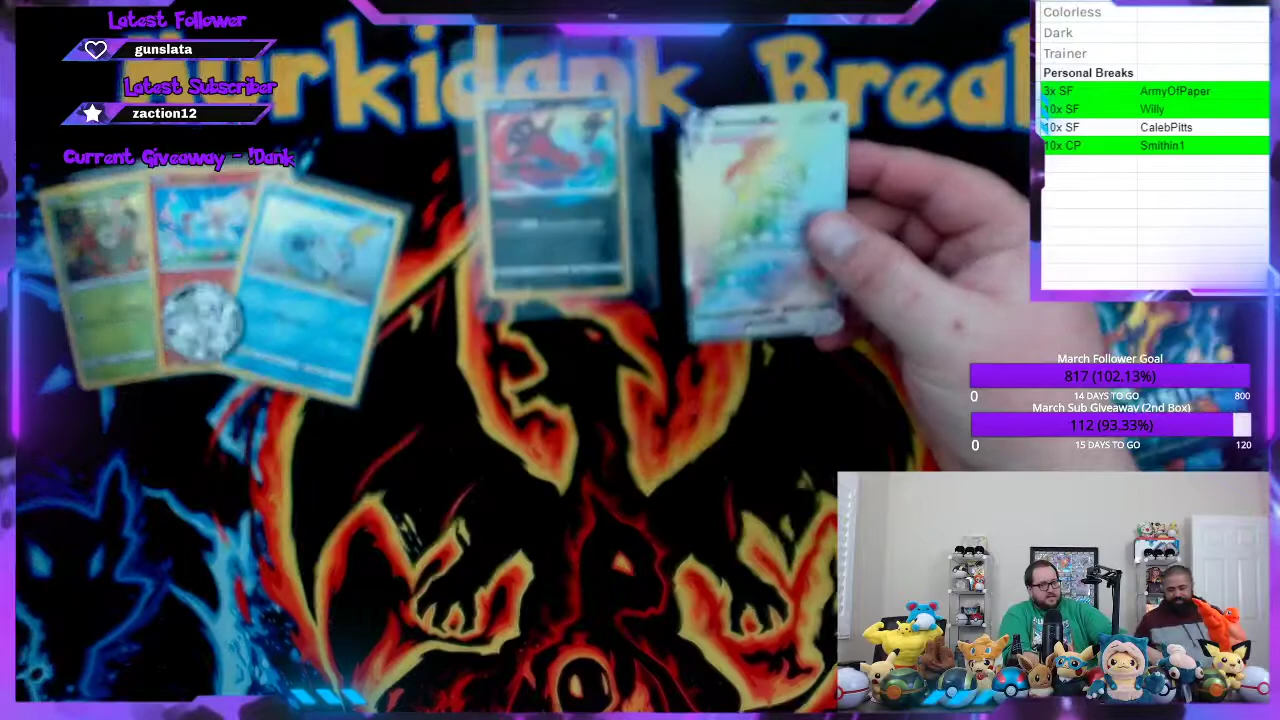 Latest Follower
gunslata
Latest Subscriber
zaction12
Current Giveaway - !Dank
Colorless
Dark
Trainer
Personal Breaks
3x SF ArmyOfPaper
10x SF Willy
10x SF CalebPitts
10x CP Smithin1
March Follower Goal
817 (102.13%)
0 14 DAYS TO GO 800
March Sub Giveaway (2nd Box)
112 (93.33%)
0 15 DAYS TO GO 120